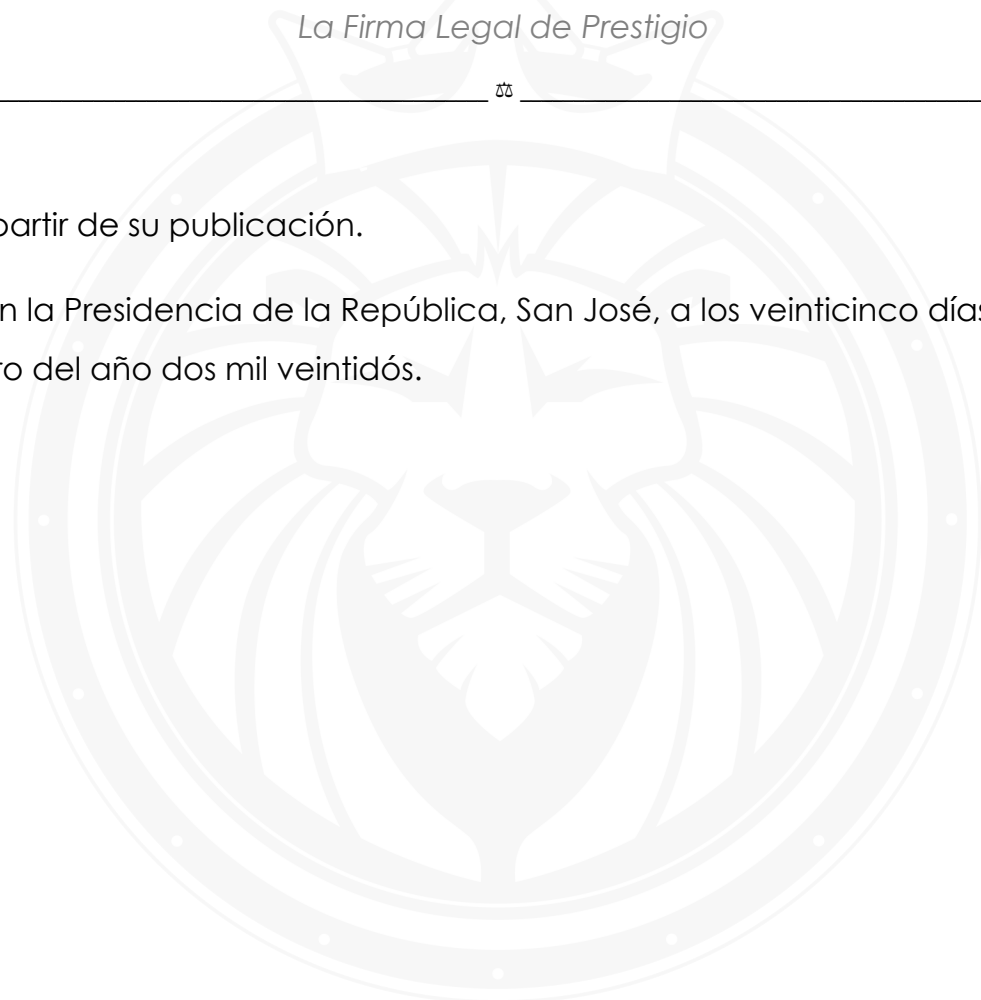 La Firma Legal de Prestigio
⚖
partir de su publicación.
n la Presidencia de la República, San José, a los veinticinco días
ro del año dos mil veintidós.